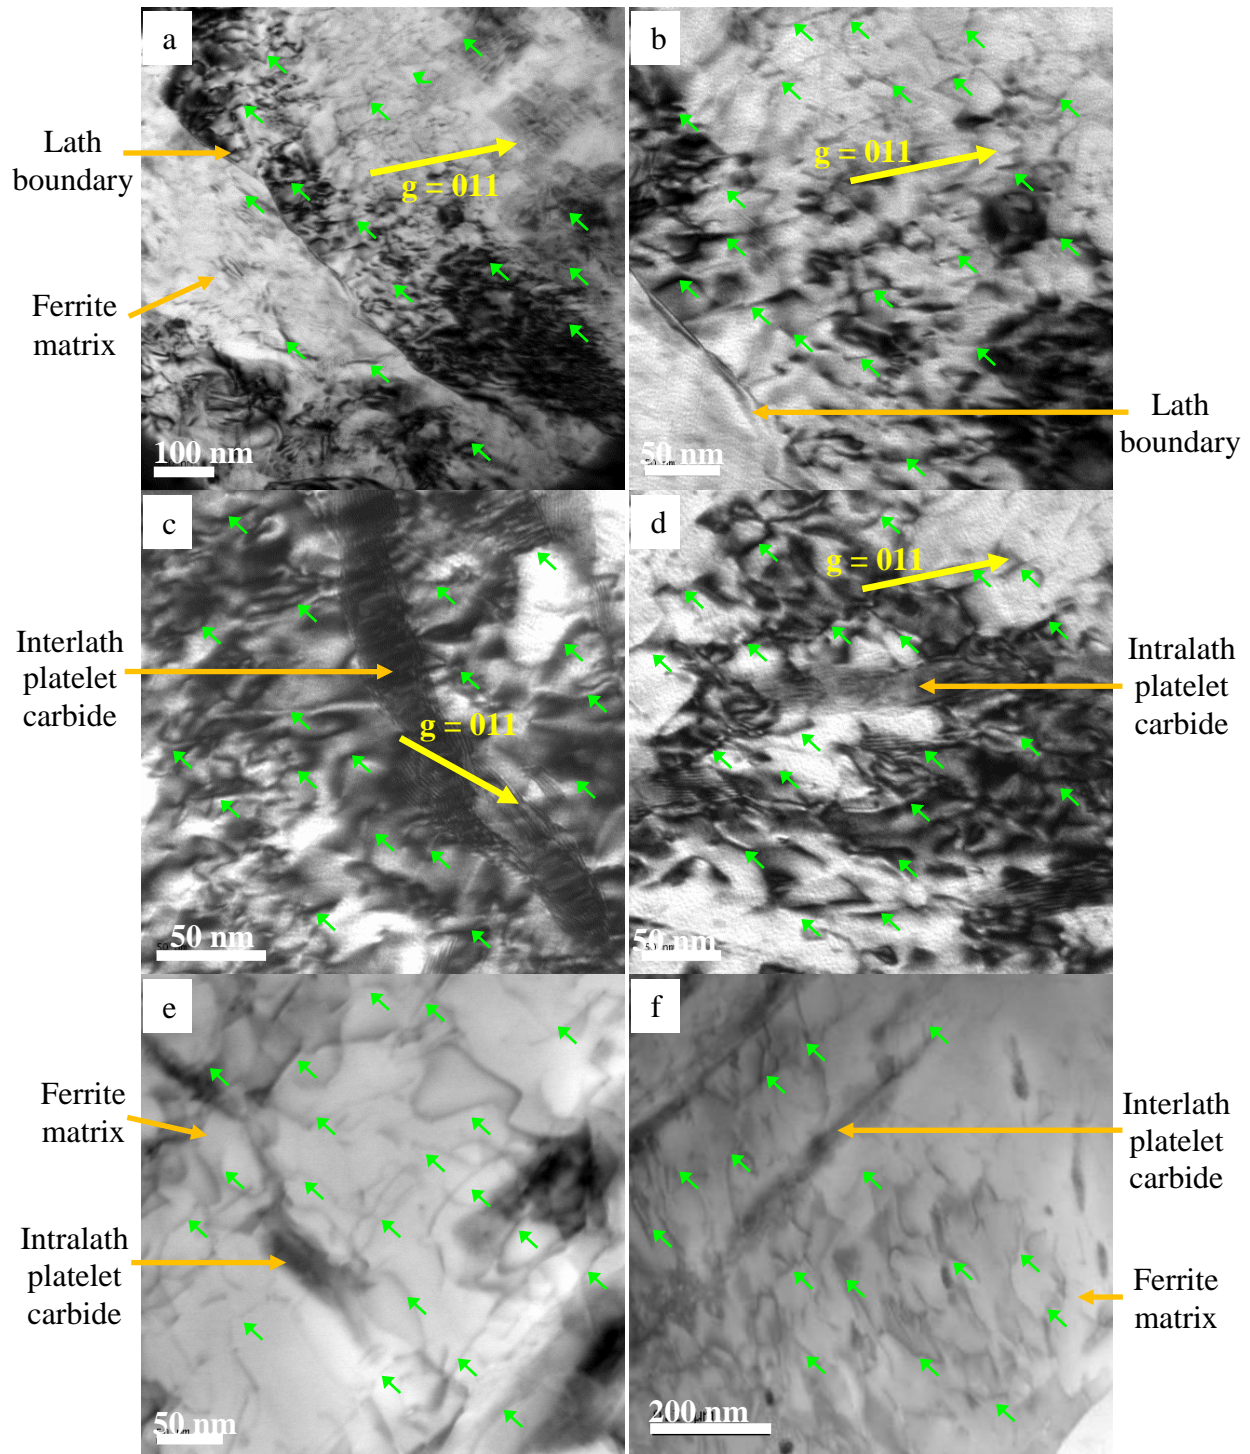 a
b
Lath
boundary
g = 011
g = 011
Ferrite
matrix
100 nm
50 nm
Lath
boundary
c
d
g = 011
Interlath
platelet
carbide
Intralath
platelet
carbide
g = 011
50 nm
50 nm
e
f
Ferrite
matrix
Interlath
platelet
carbide
Intralath
platelet
carbide
Ferrite
matrix
50 nm
200 nm